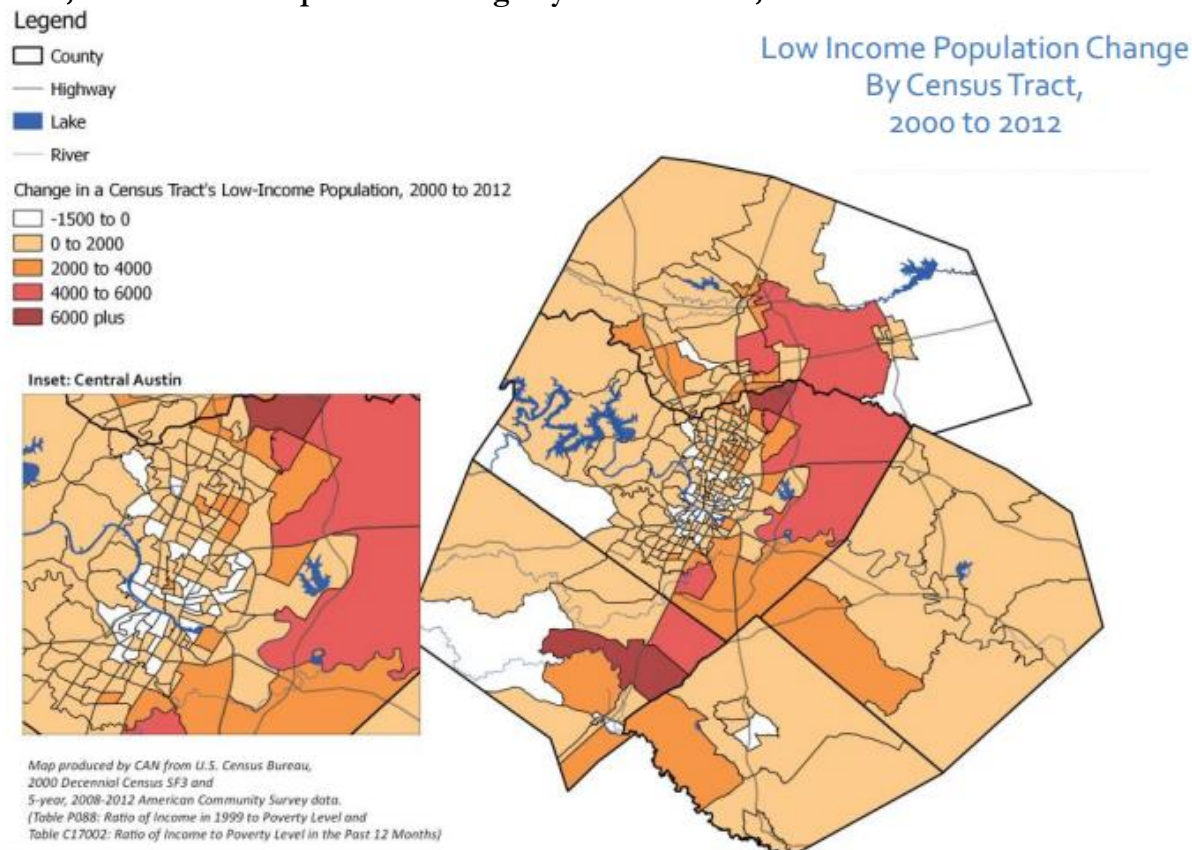 Legend
County
Highway
Lake
River
Change in a Census Tract's Low-Income Population, 2000 to 2012
-1500 to 0
0 to 2000
2000 to 4000
4000 to 6000
6000 plus
Low Income Population Change
By Census Tract,
2000 to 2012
Inset: Central Austin
Map produced by CAN from U.S. Census Bureau,
2000 Decennial Census SF3 and
5-year, 2008-2012 American Community Survey data.
(Table P088: Ratio of Income in 1999 to Poverty Level and
Table C17002: Ratio of Income to Poverty Level in the Past 12 Months)